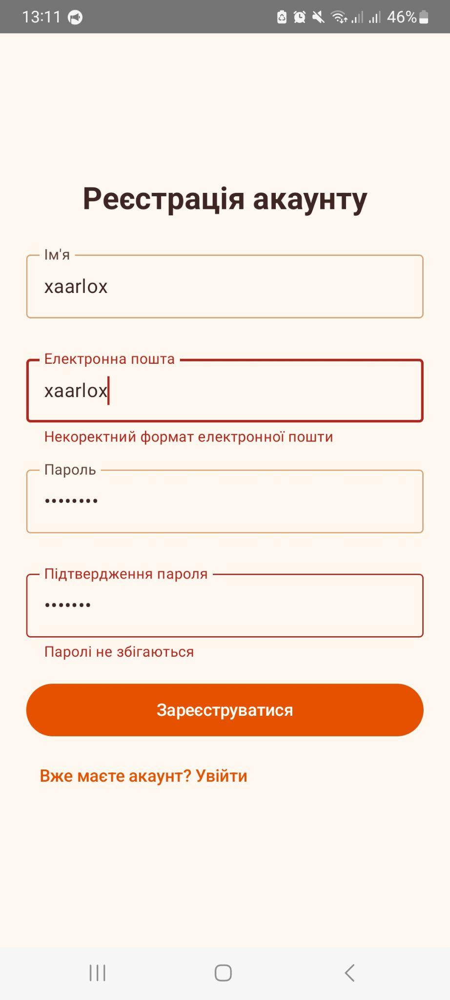 13:11
46%
Реєстрація акаунту
Ім'я
xaarlox
Електронна пошта
xaarlox
Некоректний формат електронної пошти
Пароль
••••••••
Підтвердження пароля
•••••••
Паролі не збігаються
Зареєструватися
Вже маєте акаунт? Увійти